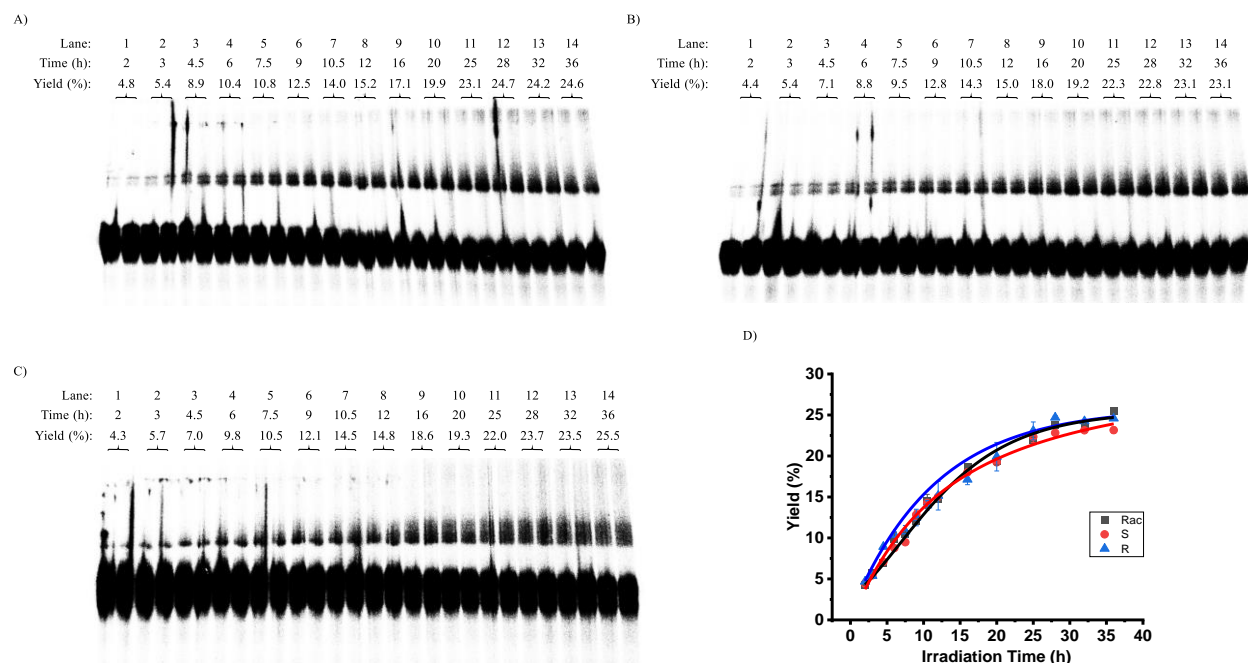 A)
Lane: 1 2 3 4 5 6 7 8 9 10 11 12 13 14
Time (h): 2 3 4.5 6 7.5 9 10.5 12 16 20 25 28 32 36
Yield (%): 4.8 5.4 8.9 10.4 10.8 12.5 14.0 15.2 17.1 19.9 23.1 24.7 24.2 24.6
B)
Lane: 1 2 3 4 5 6 7 8 9 10 11 12 13 14
Time (h): 2 3 4.5 6 7.5 9 10.5 12 16 20 25 28 32 36
Yield (%): 4.4 5.4 7.1 8.8 9.5 12.8 14.3 15.0 18.0 19.2 22.3 22.8 23.1 23.1
C)
Lane: 1 2 3 4 5 6 7 8 9 10 11 12 13 14
Time (h): 2 3 4.5 6 7.5 9 10.5 12 16 20 25 28 32 36
Yield (%): 4.3 5.7 7.0 9.8 10.5 12.1 14.5 14.8 18.6 19.3 22.0 23.7 23.5 25.5
D)
Yield (%)
30
25
20
15
10
5
0
Rac
S
R
0 5 10 15 20 25 30 35 40
Irradiation Time (h)